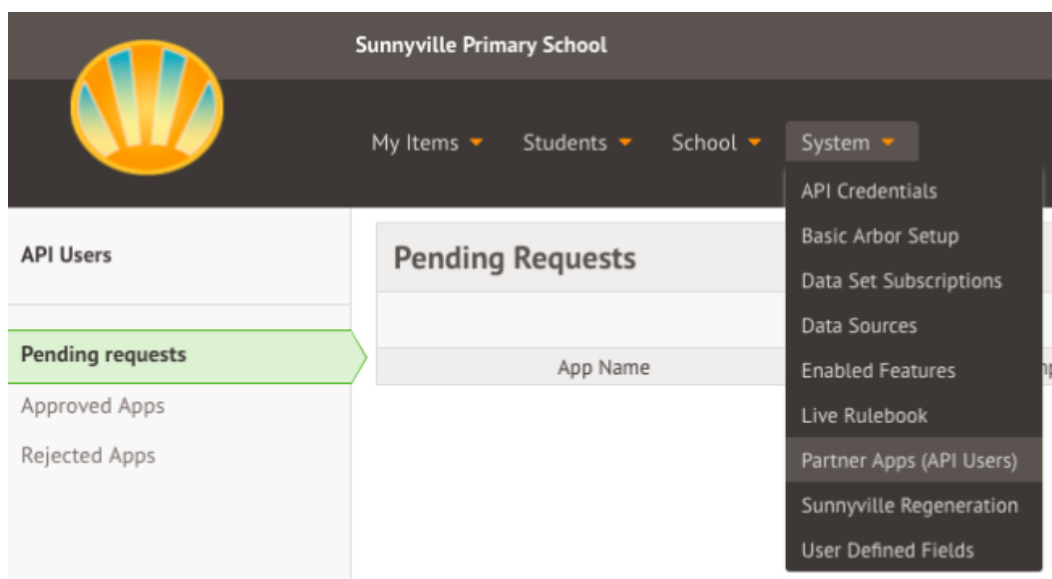 Sunnyville Primary School
My Items
Students
School
System
API Credentials
Basic Arbor Setup
Data Set Subscriptions
Data Sources
Enabled Features
Live Rulebook
Partner Apps (API Users)
Sunnyville Regeneration
User Defined Fields
API Users
Pending requests
Approved Apps
Rejected Apps
Pending Requests
App Name